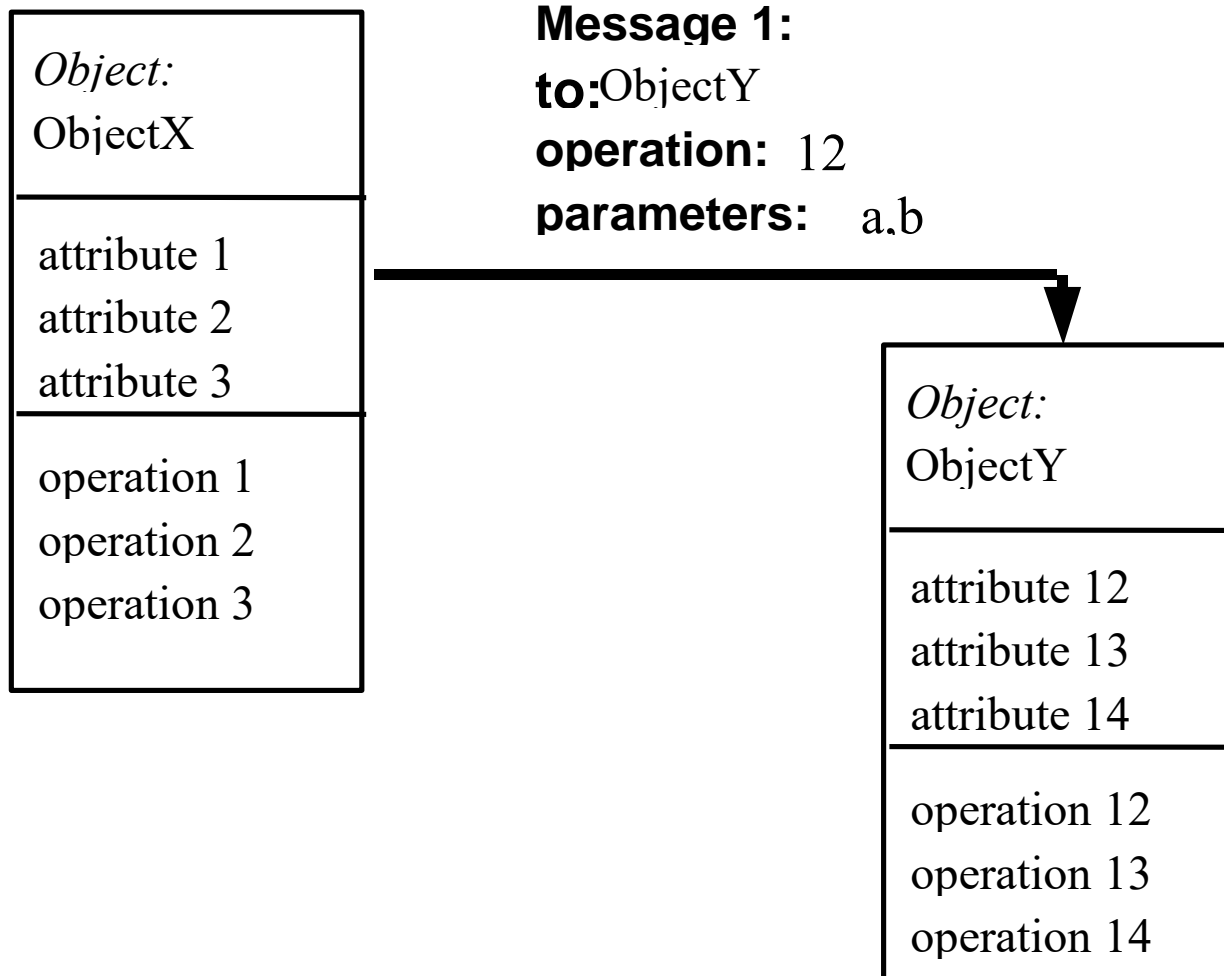 Object:
ObjectX
attribute 1
attribute 2
attribute 3
operation 1
operation 2
operation 3
Message 1:
to:ObjectY
operation: 12
parameters: a,b
Object:
ObjectY
attribute 12
attribute 13
attribute 14
operation 12
operation 13
operation 14